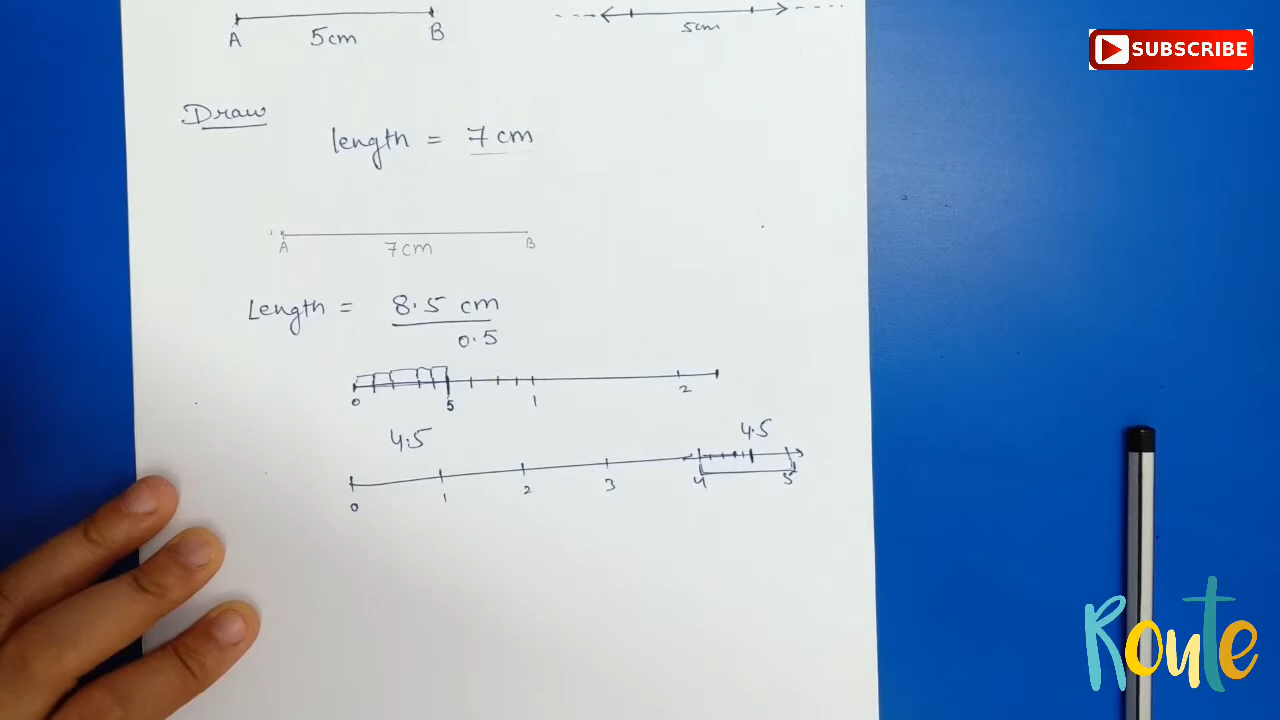 A 5cm B
5cm
SUBSCRIBE
Draw
length = 7 cm
A 7cm B
Length = 8.5 cm
0.5
0 5 1 2
4.5 4.5
0 1 2 3 4 5
Route